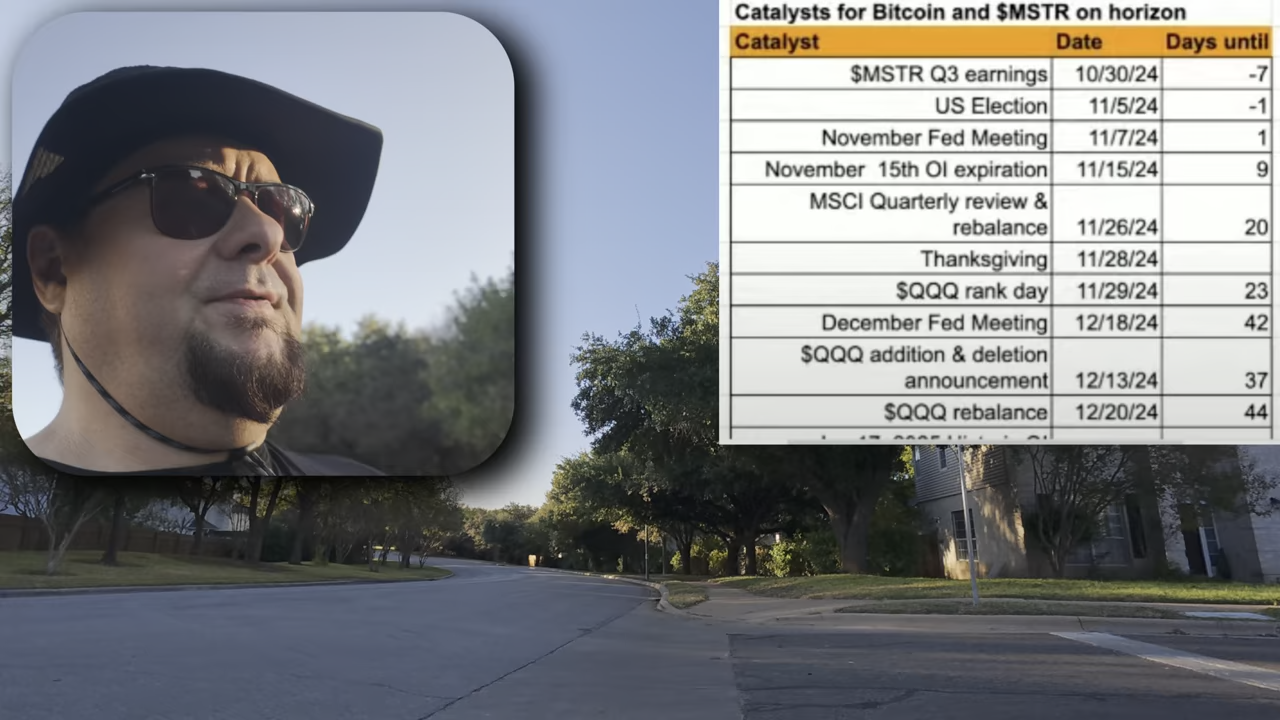 Catalysts for Bitcoin and $MSTR on horizon
Catalyst Date Days until
$MSTR Q3 earnings 10/30/24 -7
US Election 11/5/24 -1
November Fed Meeting 11/7/24 1
November 15th OI expiration 11/15/24 9
MSCI Quarterly review &
rebalance 11/26/24 20
Thanksgiving 11/28/24
$QQQ rank day 11/29/24 23
December Fed Meeting 12/18/24 42
$QQQ addition & deletion
announcement 12/13/24 37
$QQQ rebalance 12/20/24 44